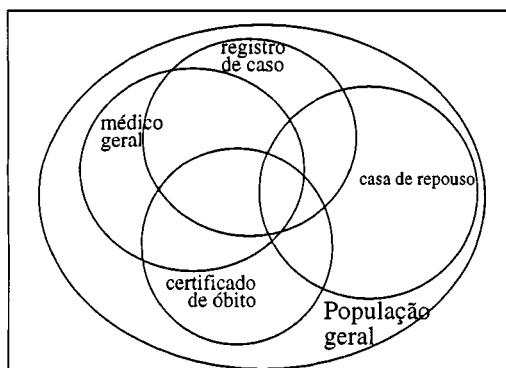 registro
de caso
médico
geral
casa de repouso
certificado
de óbito
População
geral